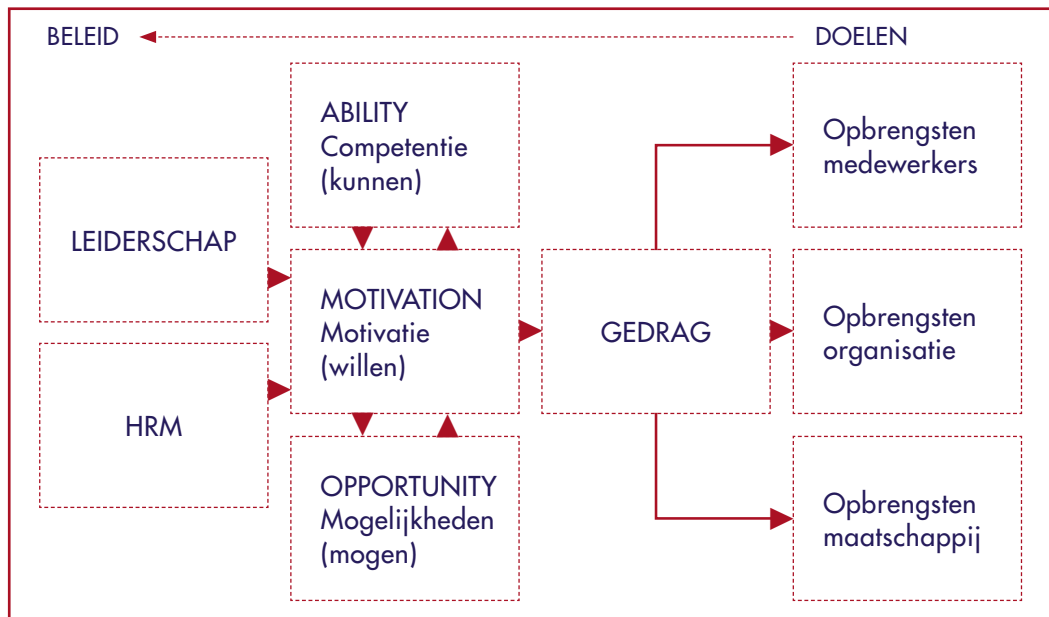 BELEID
DOELEN
LEIDERSCHAP
HRM
ABILITY
Competentie
(kunnen)
MOTIVATION
Motivatie
(willen)
OPPORTUNITY
Mogelijkheden
(mogen)
GEDRAG
Opbrengsten
medewerkers
Opbrengsten
organisatie
Opbrengsten
maatschappij